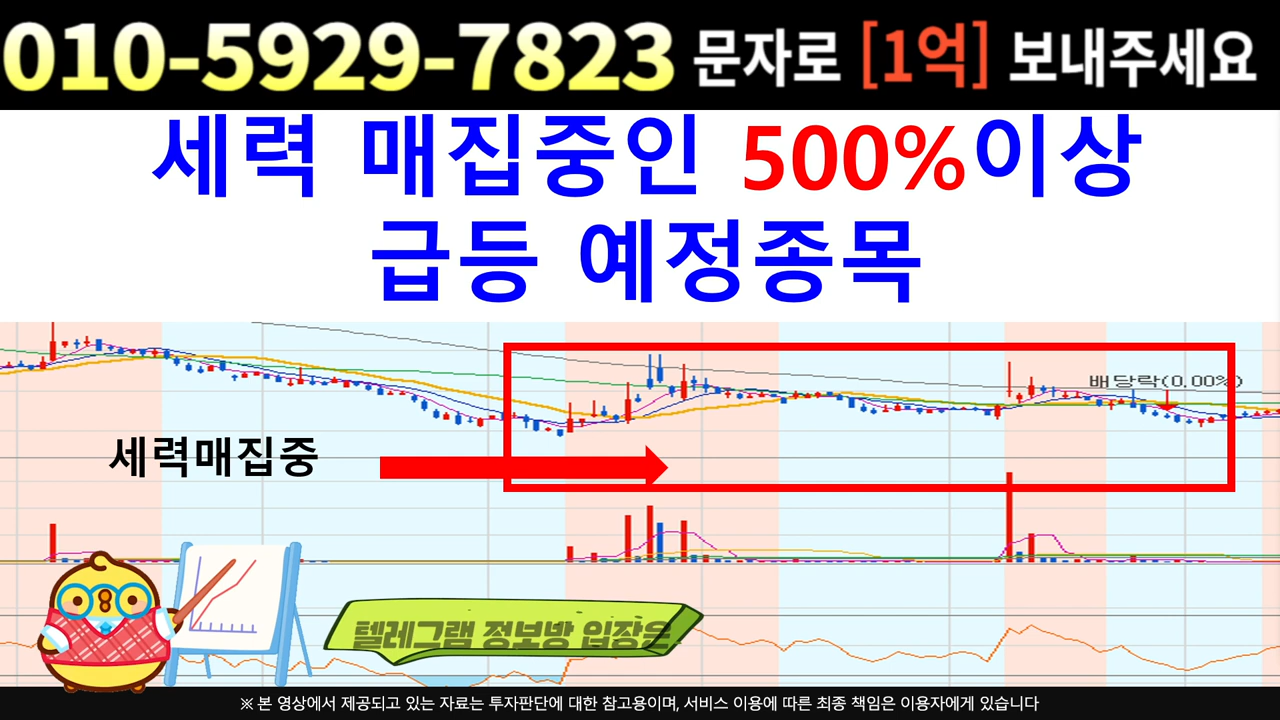 010-5929-7823 문자로 [1억] 보내주세요
세력 매집중인 500%이상
급등 예정종목
배당락(0.00%)
세력매집중
텔레그램 정보방 입장은
※ 본 영상에서 제공되고 있는 자료는 투자판단에 대한 참고용이며, 서비스 이용에 따른 최종 책임은 이용자에게 있습니다